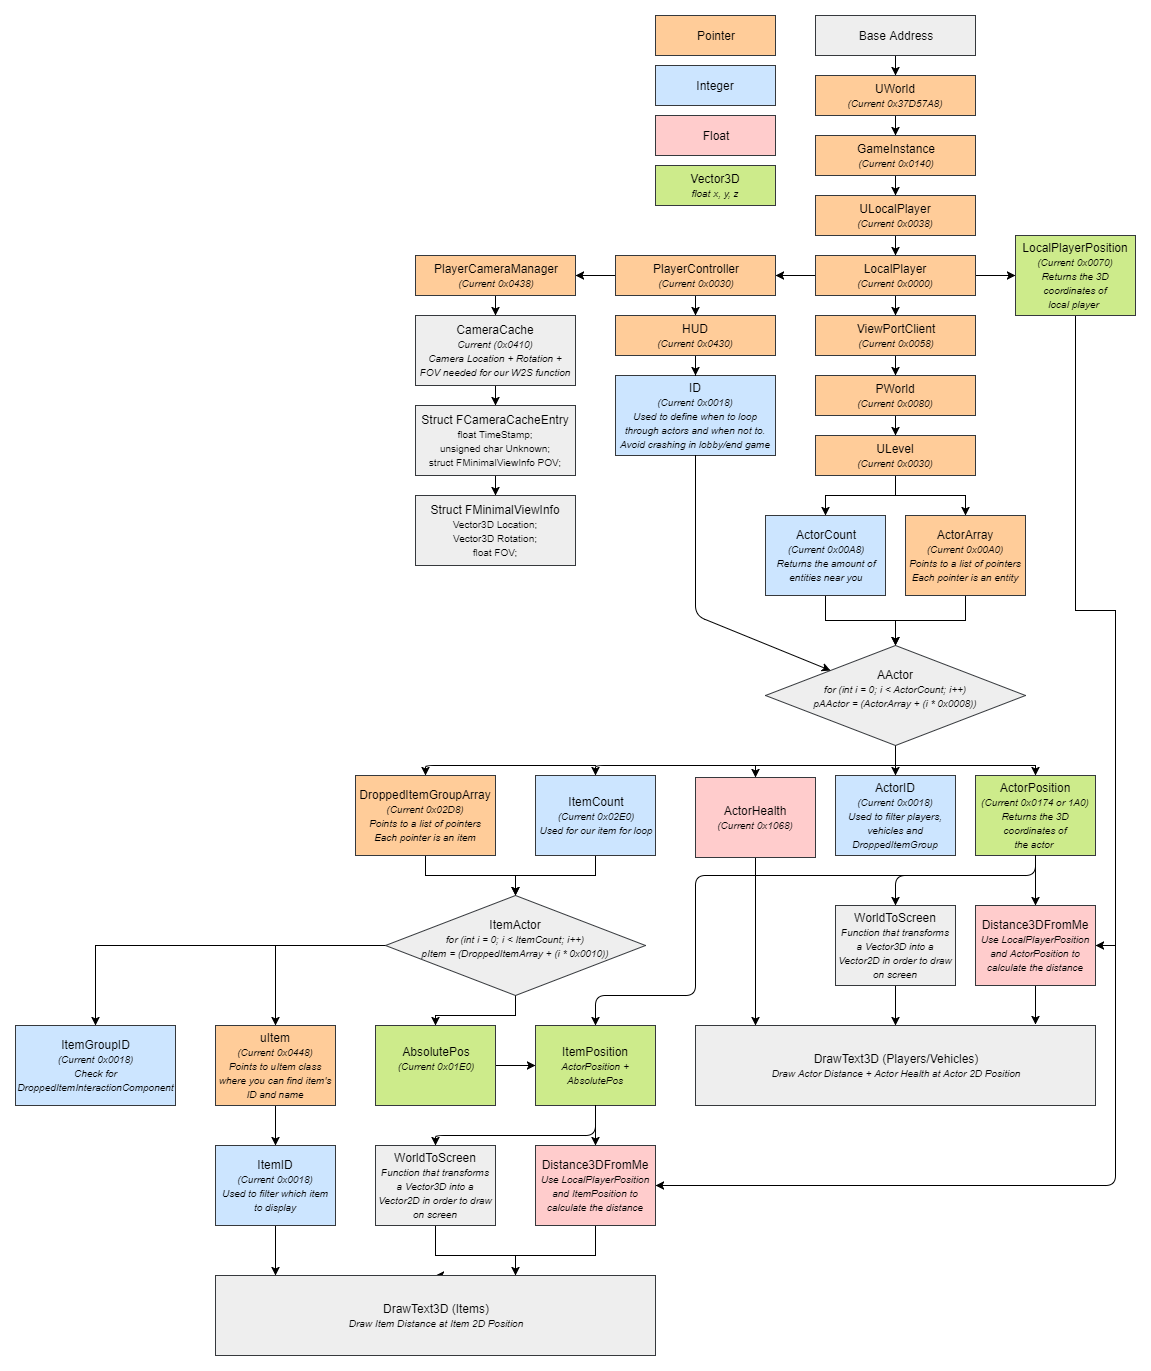 Pointer
Base Address
Integer
UWorld
(Current 0x37D57A8)
Float
GameInstance
(Current 0x0140)
Vector3D
float x, y, z
ULocalPlayer
(Current 0x0038)
PlayerCameraManager
(Current 0x0438)
PlayerController
(Current 0x0030)
LocalPlayer
(Current 0x0000)
LocalPlayerPosition
(Current 0x0070)
Returns the 3D
coordinates of
local player
CameraCache
Current (0x0410)
Camera Location + Rotation +
FOV needed for our W2S function
HUD
(Current 0x0430)
ViewPortClient
(Current 0x0058)
ID
(Current 0x0018)
Used to define when to loop
through actors and when not to.
Avoid crashing in lobby/end game
PWorld
(Current 0x0080)
Struct FCameraCacheEntry
float TimeStamp;
unsigned char Unknown;
struct FMinimalViewInfo POV;
ULevel
(Current 0x0030)
Struct FMinimalViewInfo
Vector3D Location;
Vector3D Rotation;
float FOV;
ActorCount
(Current 0x00A8)
Returns the amount of
entities near you
ActorArray
(Current 0x00A0)
Points to a list of pointers
Each pointer is an entity
AActor
for (int i = 0; i < ActorCount; i++)
pAActor = (ActorArray + (i * 0x0008))
DroppedItemGroupArray
(Current 0x02D8)
Points to a list of pointers
Each pointer is an item
ItemCount
(Current 0x02E0)
Used for our item for loop
ActorHealth
(Current 0x1068)
ActorID
(Current 0x0018)
Used to filter players,
vehicles and
DroppedItemGroup
ActorPosition
(Current 0x0174 or 1A0)
Returns the 3D
coordinates of
the actor
ItemActor
for (int i = 0; i < ItemCount; i++)
pItem = (DroppedItemArray + (i * 0x0010))
WorldToScreen
Function that transforms
a Vector3D into a
Vector2D in order to draw
on screen
Distance3DFromMe
Use LocalPlayerPosition
and ActorPosition to
calculate the distance
ItemGroupID
(Current 0x0018)
Check for
DroppedItemInteractionComponent
uItem
(Current 0x0448)
Points to uItem class
where you can find item's
ID and name
AbsolutePos
(Current 0x01E0)
ItemPosition
ActorPosition +
AbsolutePos
DrawText3D (Players/Vehicles)
Draw Actor Distance + Actor Health at Actor 2D Position
ItemID
(Current 0x0018)
Used to filter which item
to display
WorldToScreen
Function that transforms
a Vector3D into a
Vector2D in order to draw
on screen
Distance3DFromMe
Use LocalPlayerPosition
and ItemPosition to
calculate the distance
DrawText3D (Items)
Draw Item Distance at Item 2D Position